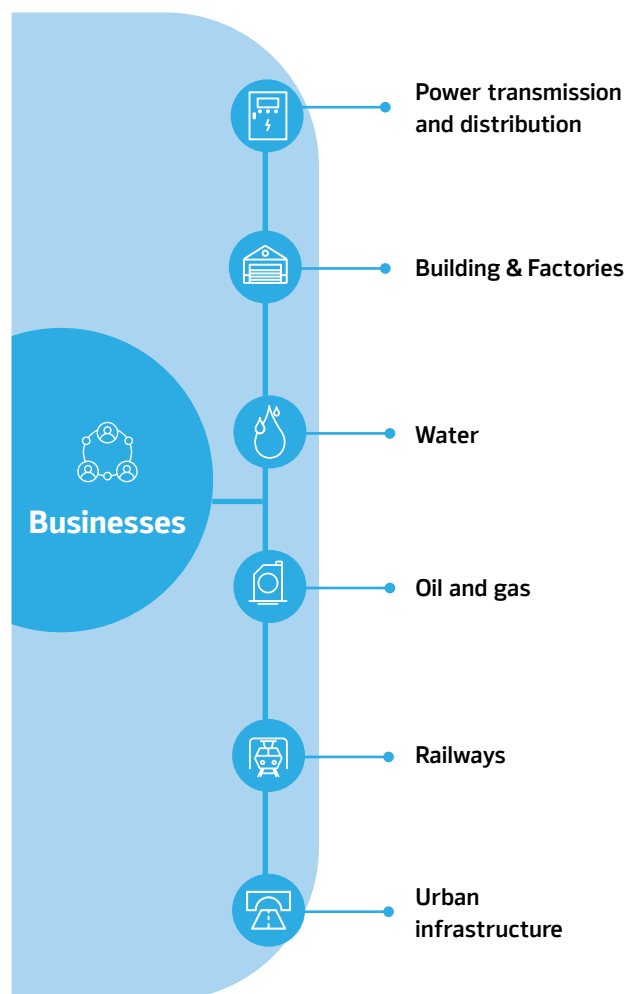 Power transmission
and distribution
Building & Factories
Water
Businesses
Oil and gas
Railways
Urban
infrastructure